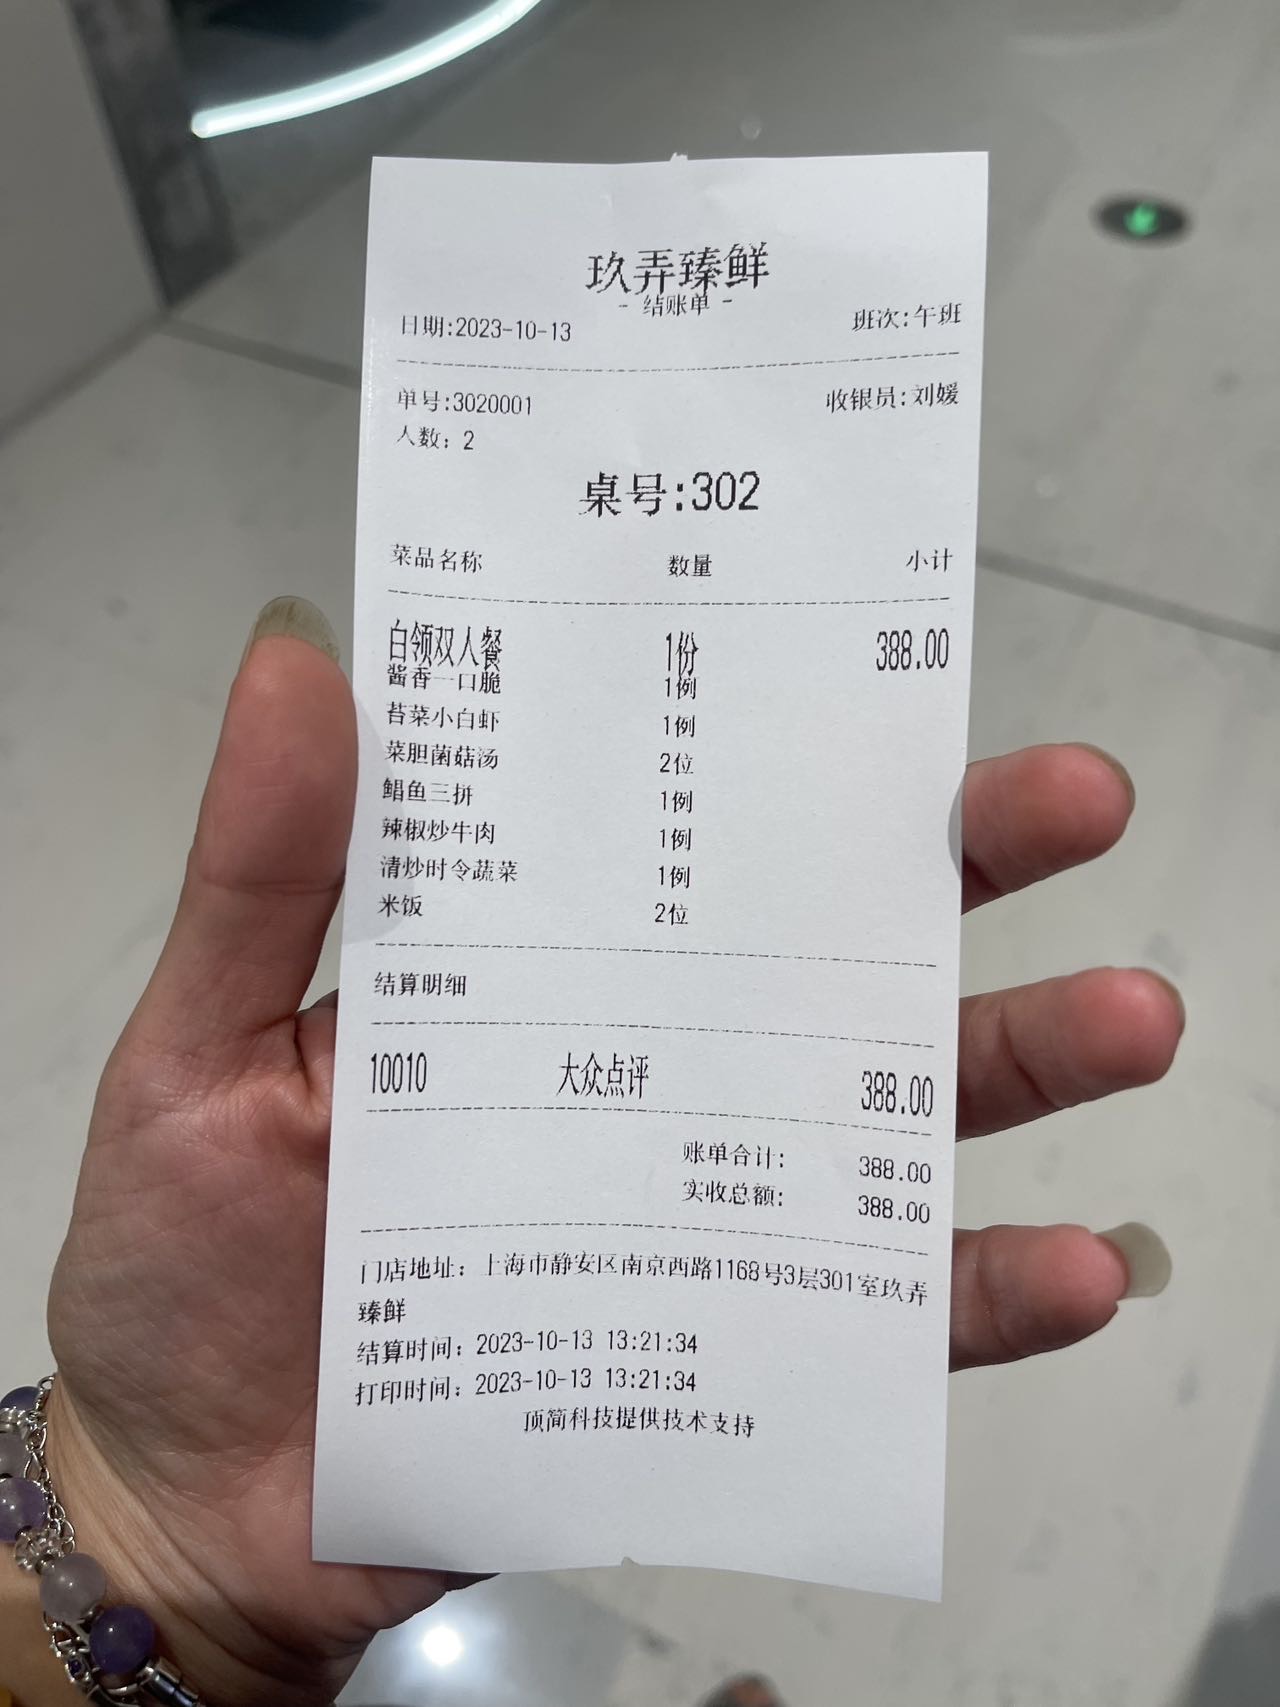 玖弄臻鲜
- 结账单 -
日期:2023-10-13 班次:午班
单号:3020001 收银员:刘媛
人数: 2
桌号:302
菜品名称 数量 小计
白领双人餐 1份 388.00
酱香一口脆 1例
苔菜小白虾 1例
菜胆菌菇汤 2位
鲳鱼三拼 1例
辣椒炒牛肉 1例
清炒时令蔬菜 1例
米饭 2位
结算明细
10010 大众点评 388.00
账单合计: 388.00
实收总额: 388.00
门店地址: 上海市静安区南京西路1168号3层301室玖弄
臻鲜
结算时间: 2023-10-13 13:21:34
打印时间: 2023-10-13 13:21:34
顶简科技提供技术支持